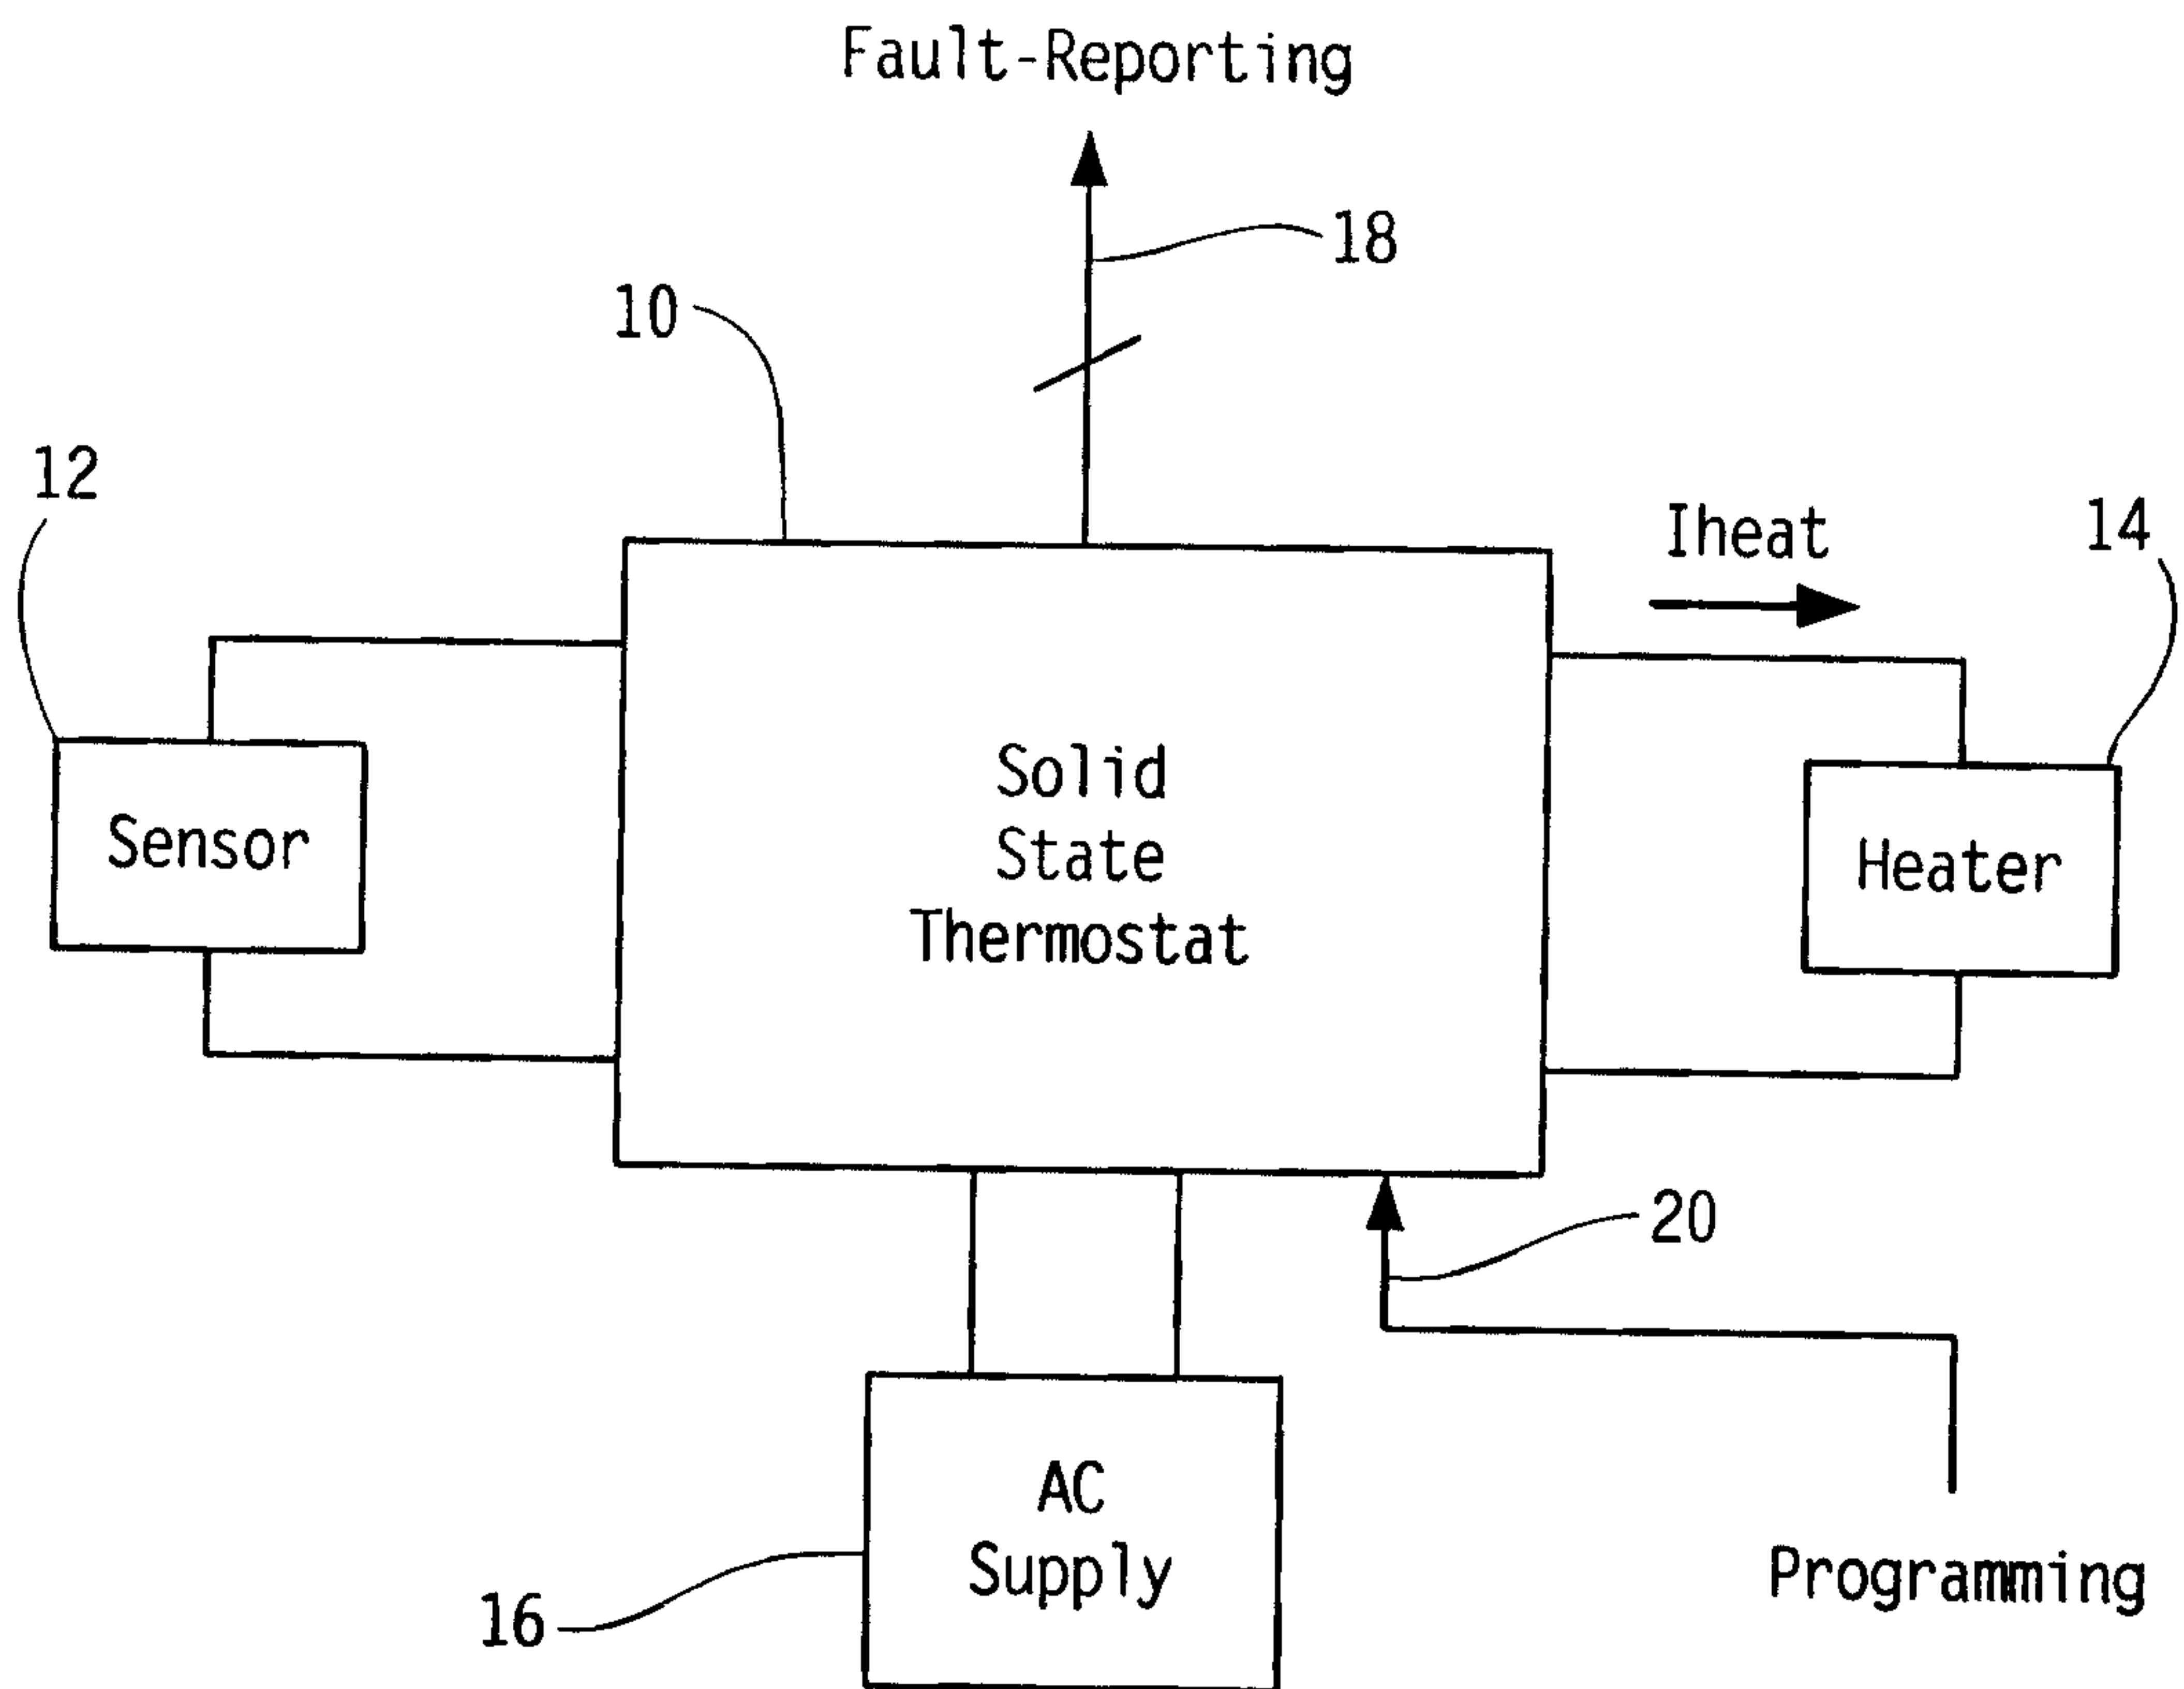 Fault-Reporting
18
10
12
Iheat
14
Solid
State
Thermostat
Sensor
Heater
20
AC
Supply
16
Programming